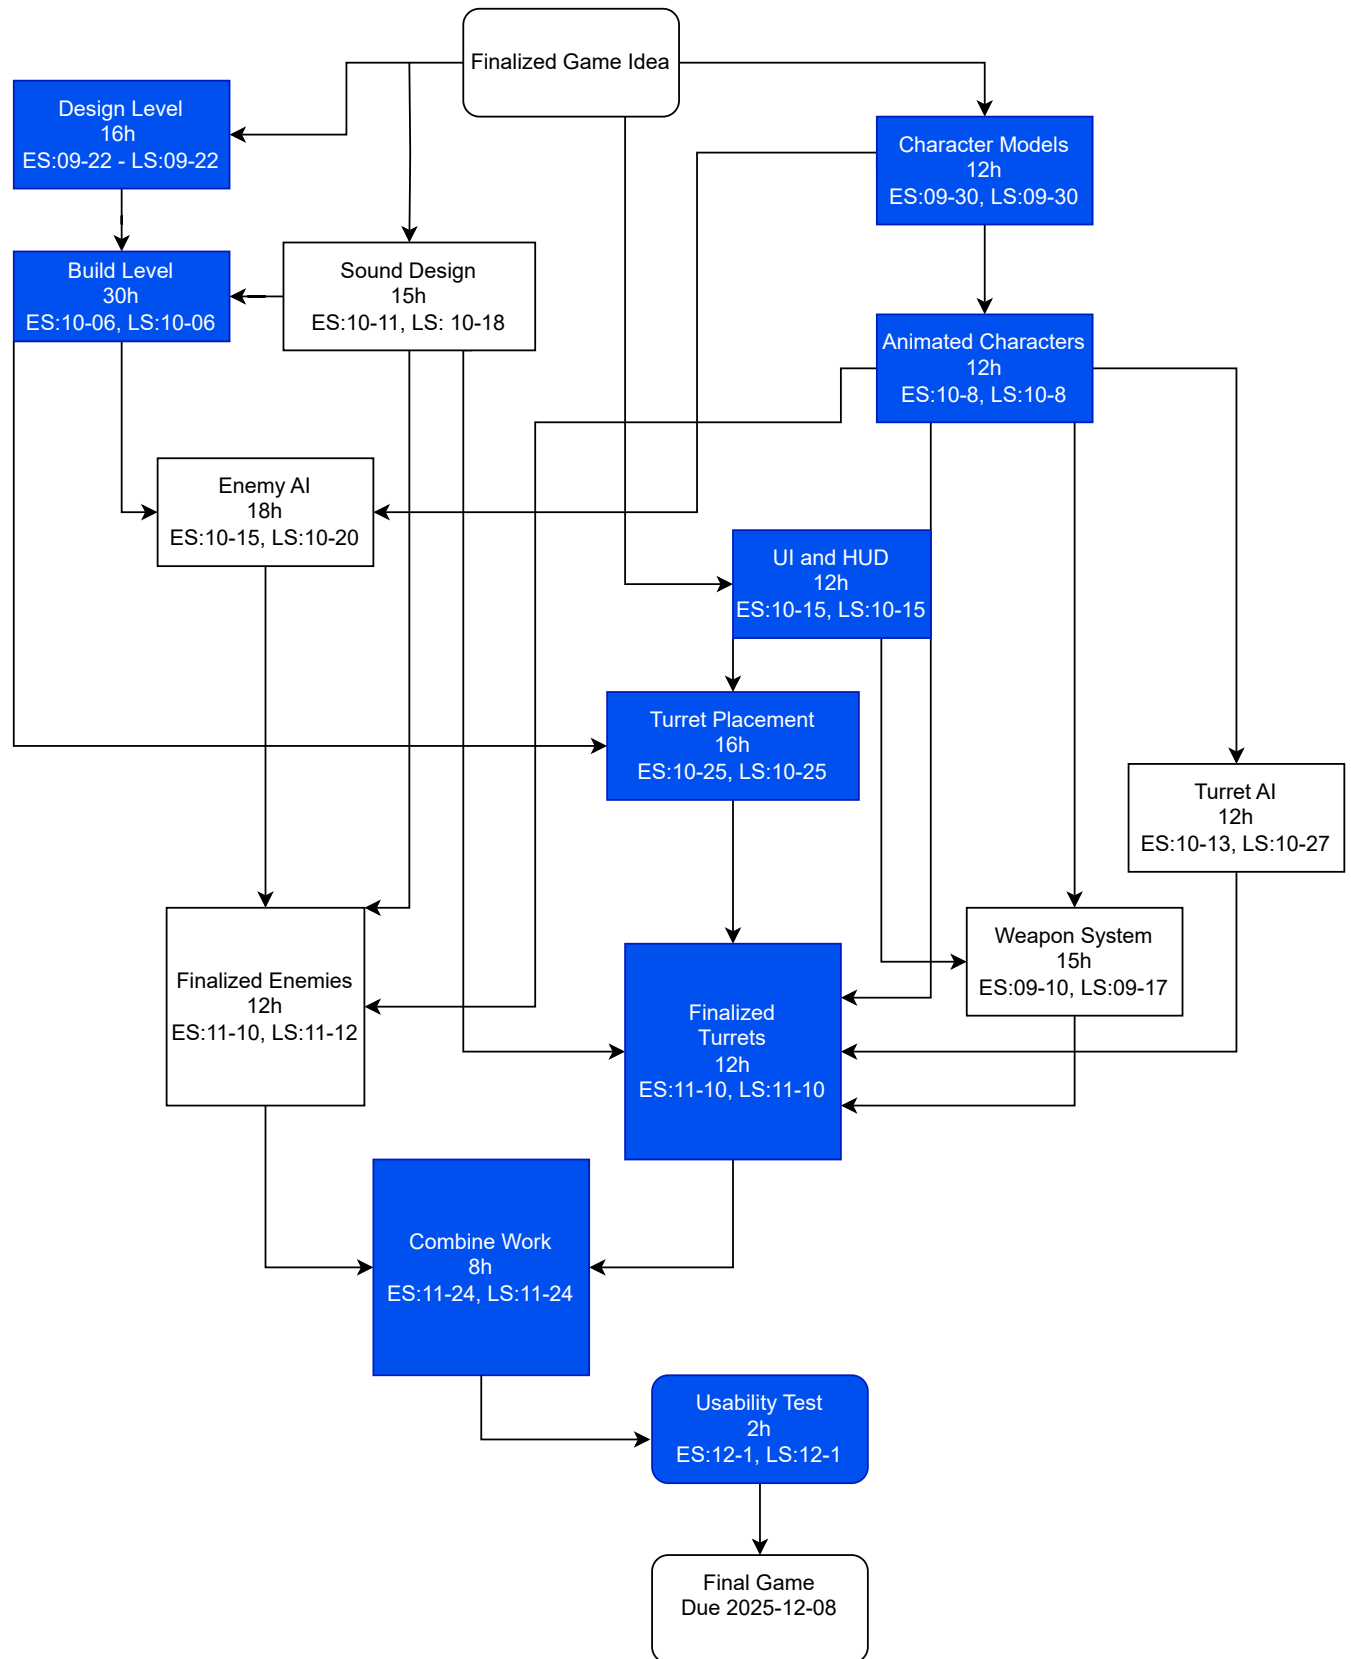 Finalized Game Idea
Design Level
16h
ES:09-22 - LS:09-22
Character Models
12h
ES:09-30, LS:09-30
Build Level
30h
ES:10-06, LS:10-06
Sound Design
15h
ES:10-11, LS: 10-18
Animated Characters
12h
ES:10-8, LS:10-8
Enemy AI
18h
ES:10-15, LS:10-20
UI and HUD
12h
ES:10-15, LS:10-15
Turret Placement
16h
ES:10-25, LS:10-25
Turret AI
12h
ES:10-13, LS:10-27
Finalized Enemies
12h
ES:11-10, LS:11-12
Finalized
Turrets
12h
ES:11-10, LS:11-10
Weapon System
15h
ES:09-10, LS:09-17
Combine Work
8h
ES:11-24, LS:11-24
Usability Test
2h
ES:12-1, LS:12-1
Final Game
Due 2025-12-08